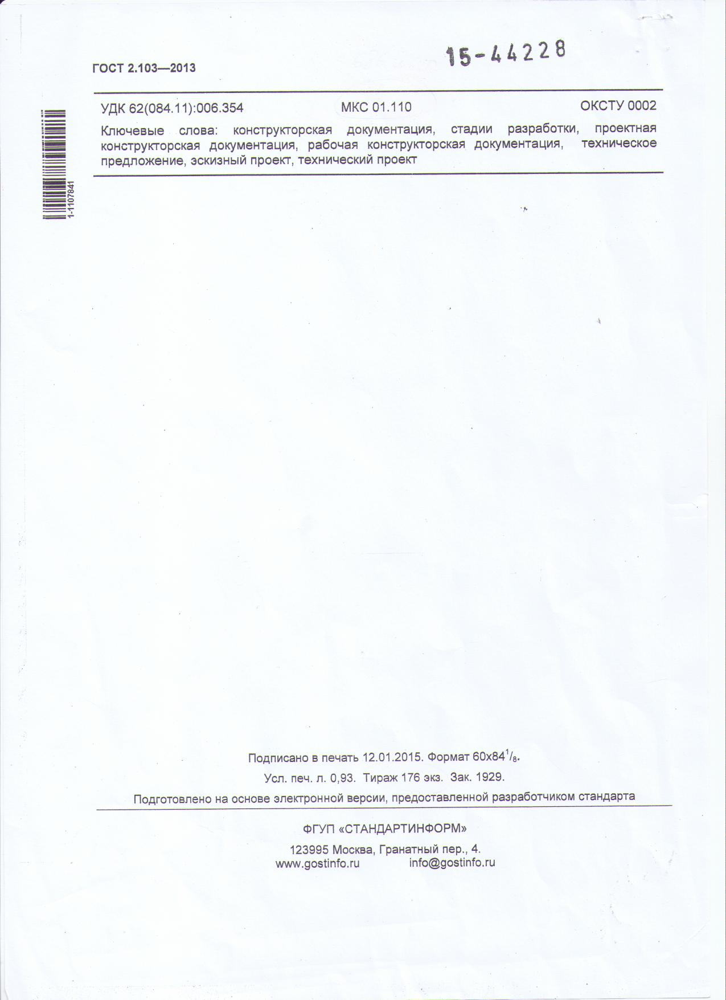 15-44228
ГОСТ 2.103—2013
УДК 62(084.11):006.354 МКС 01.110 ОКСТУ 0002
Ключевые слова: конструкторская документация, стадии разработки, проектная
конструкторская документация, рабочая конструкторская документация, техническое
предложение, эскизный проект, технический проект
1-1107841
Подписано в печать 12.01.2015. Формат 60x84¹/₈.
Усл. печ. л. 0,93. Тираж 176 экз. Зак. 1929.
Подготовлено на основе электронной версии, предоставленной разработчиком стандарта
ФГУП «СТАНДАРТИНФОРМ»
123995 Москва, Гранатный пер., 4.
www.gostinfo.ru info@gostinfo.ru